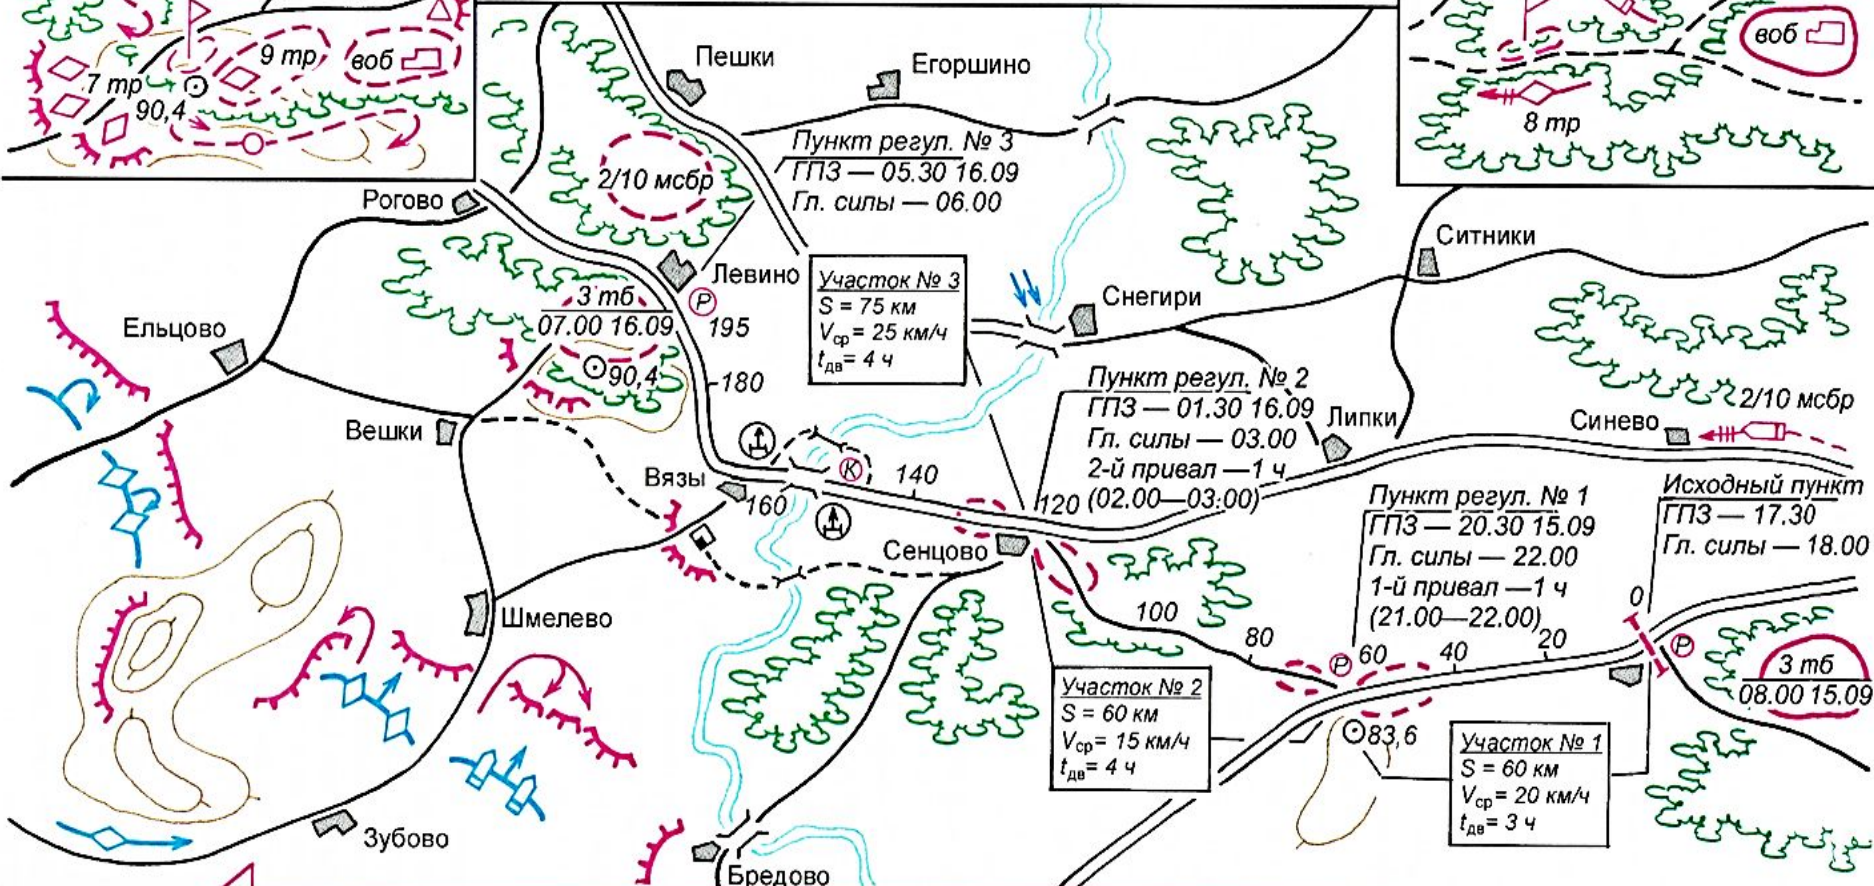 7 тр
9 тр
воб
90,4
воб
8 тр
Пешки
Егоршино
Пункт регул. № 3
ГПЗ — 05.30 16.09
Гл. силы — 06.00
2/10 мсбр
Рогово
Левино
Р
3 тб
07.00 16.09
195
90,4
180
Участок № 3
S = 75 км
Vср= 25 км/ч
tдв= 4 ч
Снегири
Ситники
Ельцово
Вешки
Пункт регул. № 2
ГПЗ — 01.30 16.09
Гл. силы — 03.00
2-й привал —1 ч
(02.00—03:00)
Липки
2/10 мсбр
Синево
К
140
Вязы
160
120
Сенцово
Пункт регул. № 1
ГПЗ — 20.30 15.09
Гл. силы — 22.00
1-й привал —1 ч
(21.00—22.00)
Исходный пункт
ГПЗ — 17.30
Гл. силы — 18.00
0
Р
3 тб
08.00 15.09
Шмелево
100
80
Р
60
40
20
Участок № 2
S = 60 км
Vср= 15 км/ч
tдв= 4 ч
83,6
Участок № 1
S = 60 км
Vср= 20 км/ч
tдв= 3 ч
Зубово
Бредово